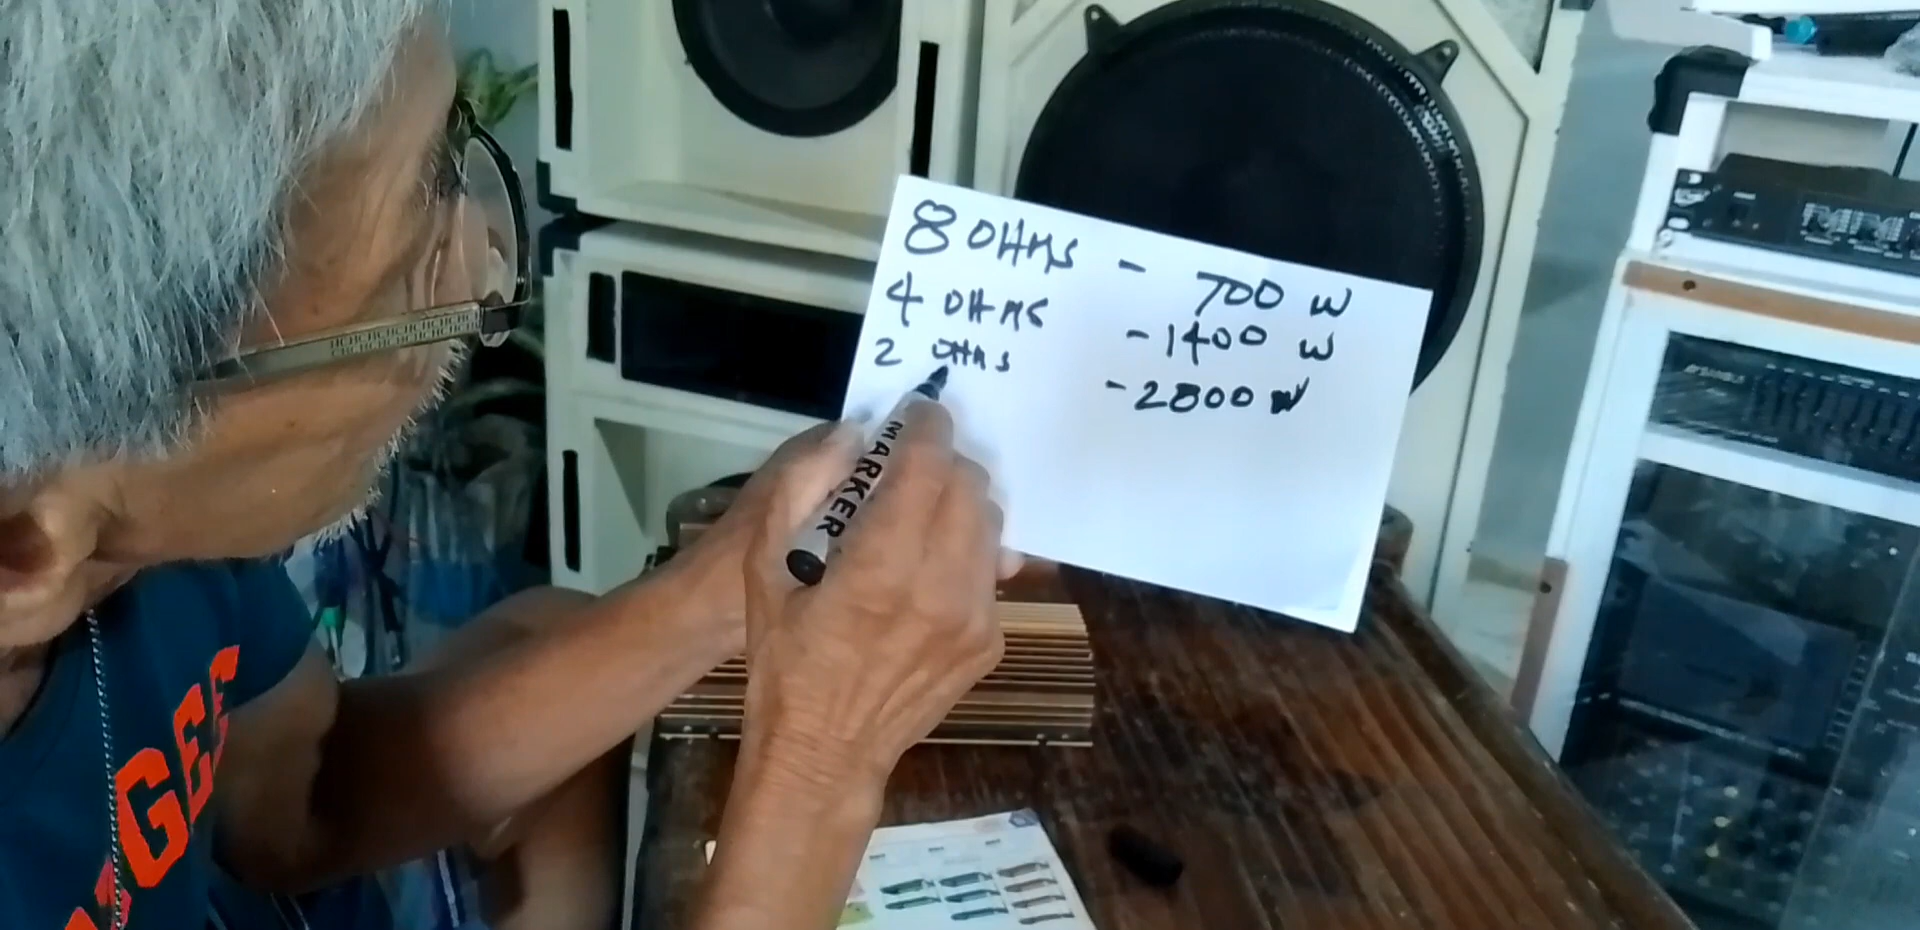 8 OHMS - 700 W
4 OHMS - 1400 W
2 OHMS - 2800 W
MARKER